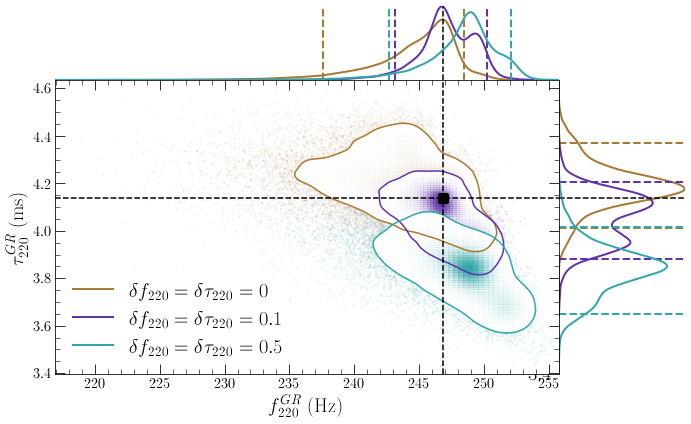 4.6
4.4
4.2
4.0
3.8
3.6
3.4
τ_{220}^{GR} (ms)
δf_{220} = δτ_{220} = 0
δf_{220} = δτ_{220} = 0.1
δf_{220} = δτ_{220} = 0.5
220 225 230 235 240 245 250 255
f_{220}^{GR} (Hz)